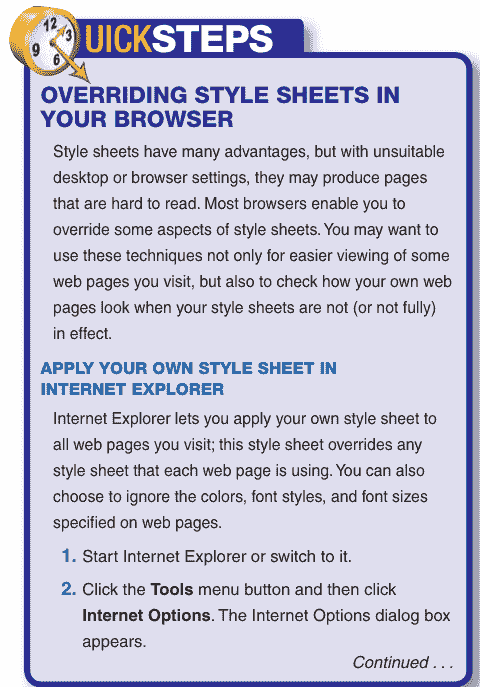 12
3
9
6
UICKSTEPS
OVERRIDING STYLE SHEETS IN
YOUR BROWSER
Style sheets have many advantages, but with unsuitable
desktop or browser settings, they may produce pages
that are hard to read. Most browsers enable you to
override some aspects of style sheets. You may want to
use these techniques not only for easier viewing of some
web pages you visit, but also to check how your own web
pages look when your style sheets are not (or not fully)
in effect.
APPLY YOUR OWN STYLE SHEET IN
INTERNET EXPLORER
Internet Explorer lets you apply your own style sheet to
all web pages you visit; this style sheet overrides any
style sheet that each web page is using. You can also
choose to ignore the colors, font styles, and font sizes
specified on web pages.
1. Start Internet Explorer or switch to it.
2. Click the Tools menu button and then click
Internet Options. The Internet Options dialog box
appears.
Continued . . .